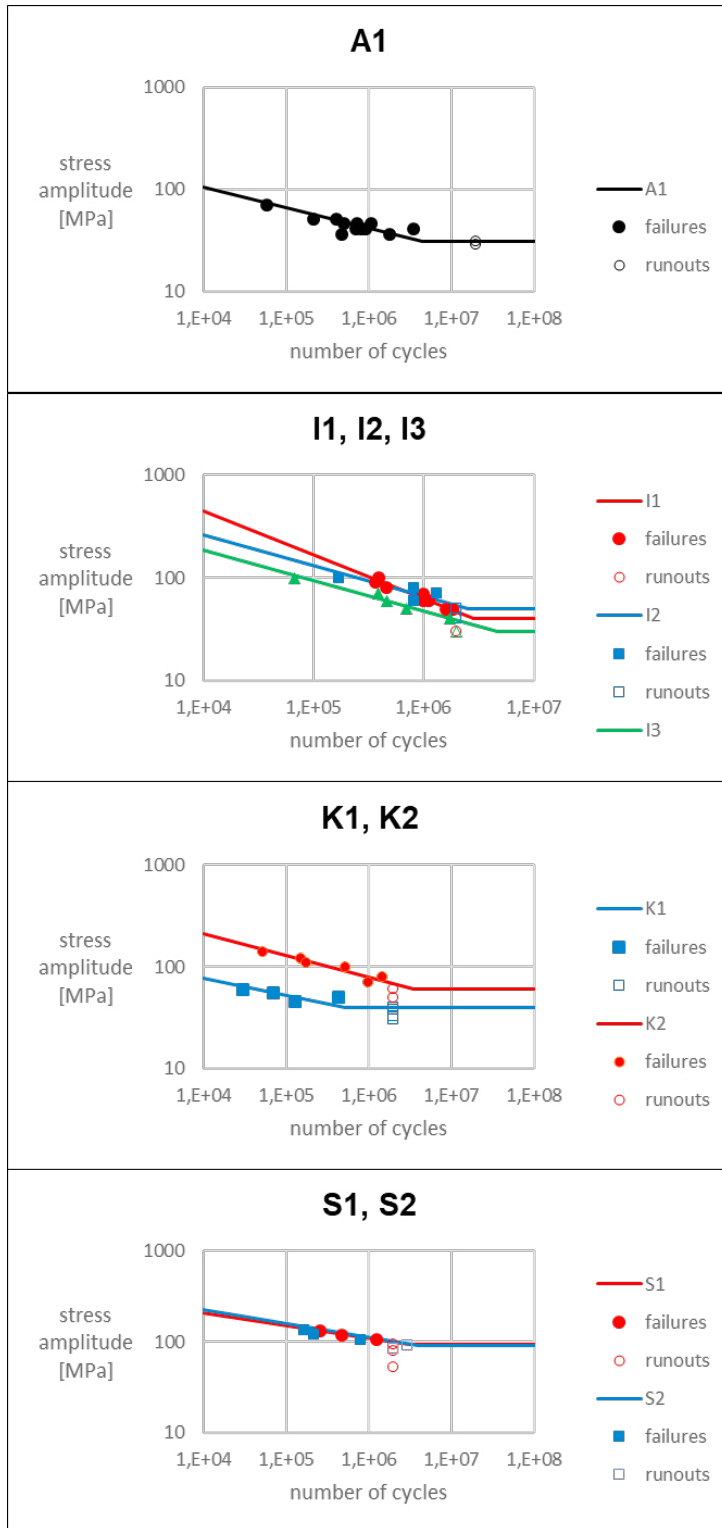 A1
1000
100
10
stress
amplitude
[MPa]
1,E+04 1,E+05 1,E+06 1,E+07 1,E+08
number of cycles
A1
failures
runouts
I1, I2, I3
1000
100
10
stress
amplitude
[MPa]
1,E+04 1,E+05 1,E+06 1,E+07
number of cycles
I1
failures
runouts
I2
failures
runouts
I3
K1, K2
1000
100
10
stress
amplitude
[MPa]
1,E+04 1,E+05 1,E+06 1,E+07 1,E+08
number of cycles
K1
failures
runouts
K2
failures
runouts
S1, S2
1000
100
10
stress
amplitude
[MPa]
1,E+04 1,E+05 1,E+06 1,E+07 1,E+08
number of cycles
S1
failures
runouts
S2
failures
runouts